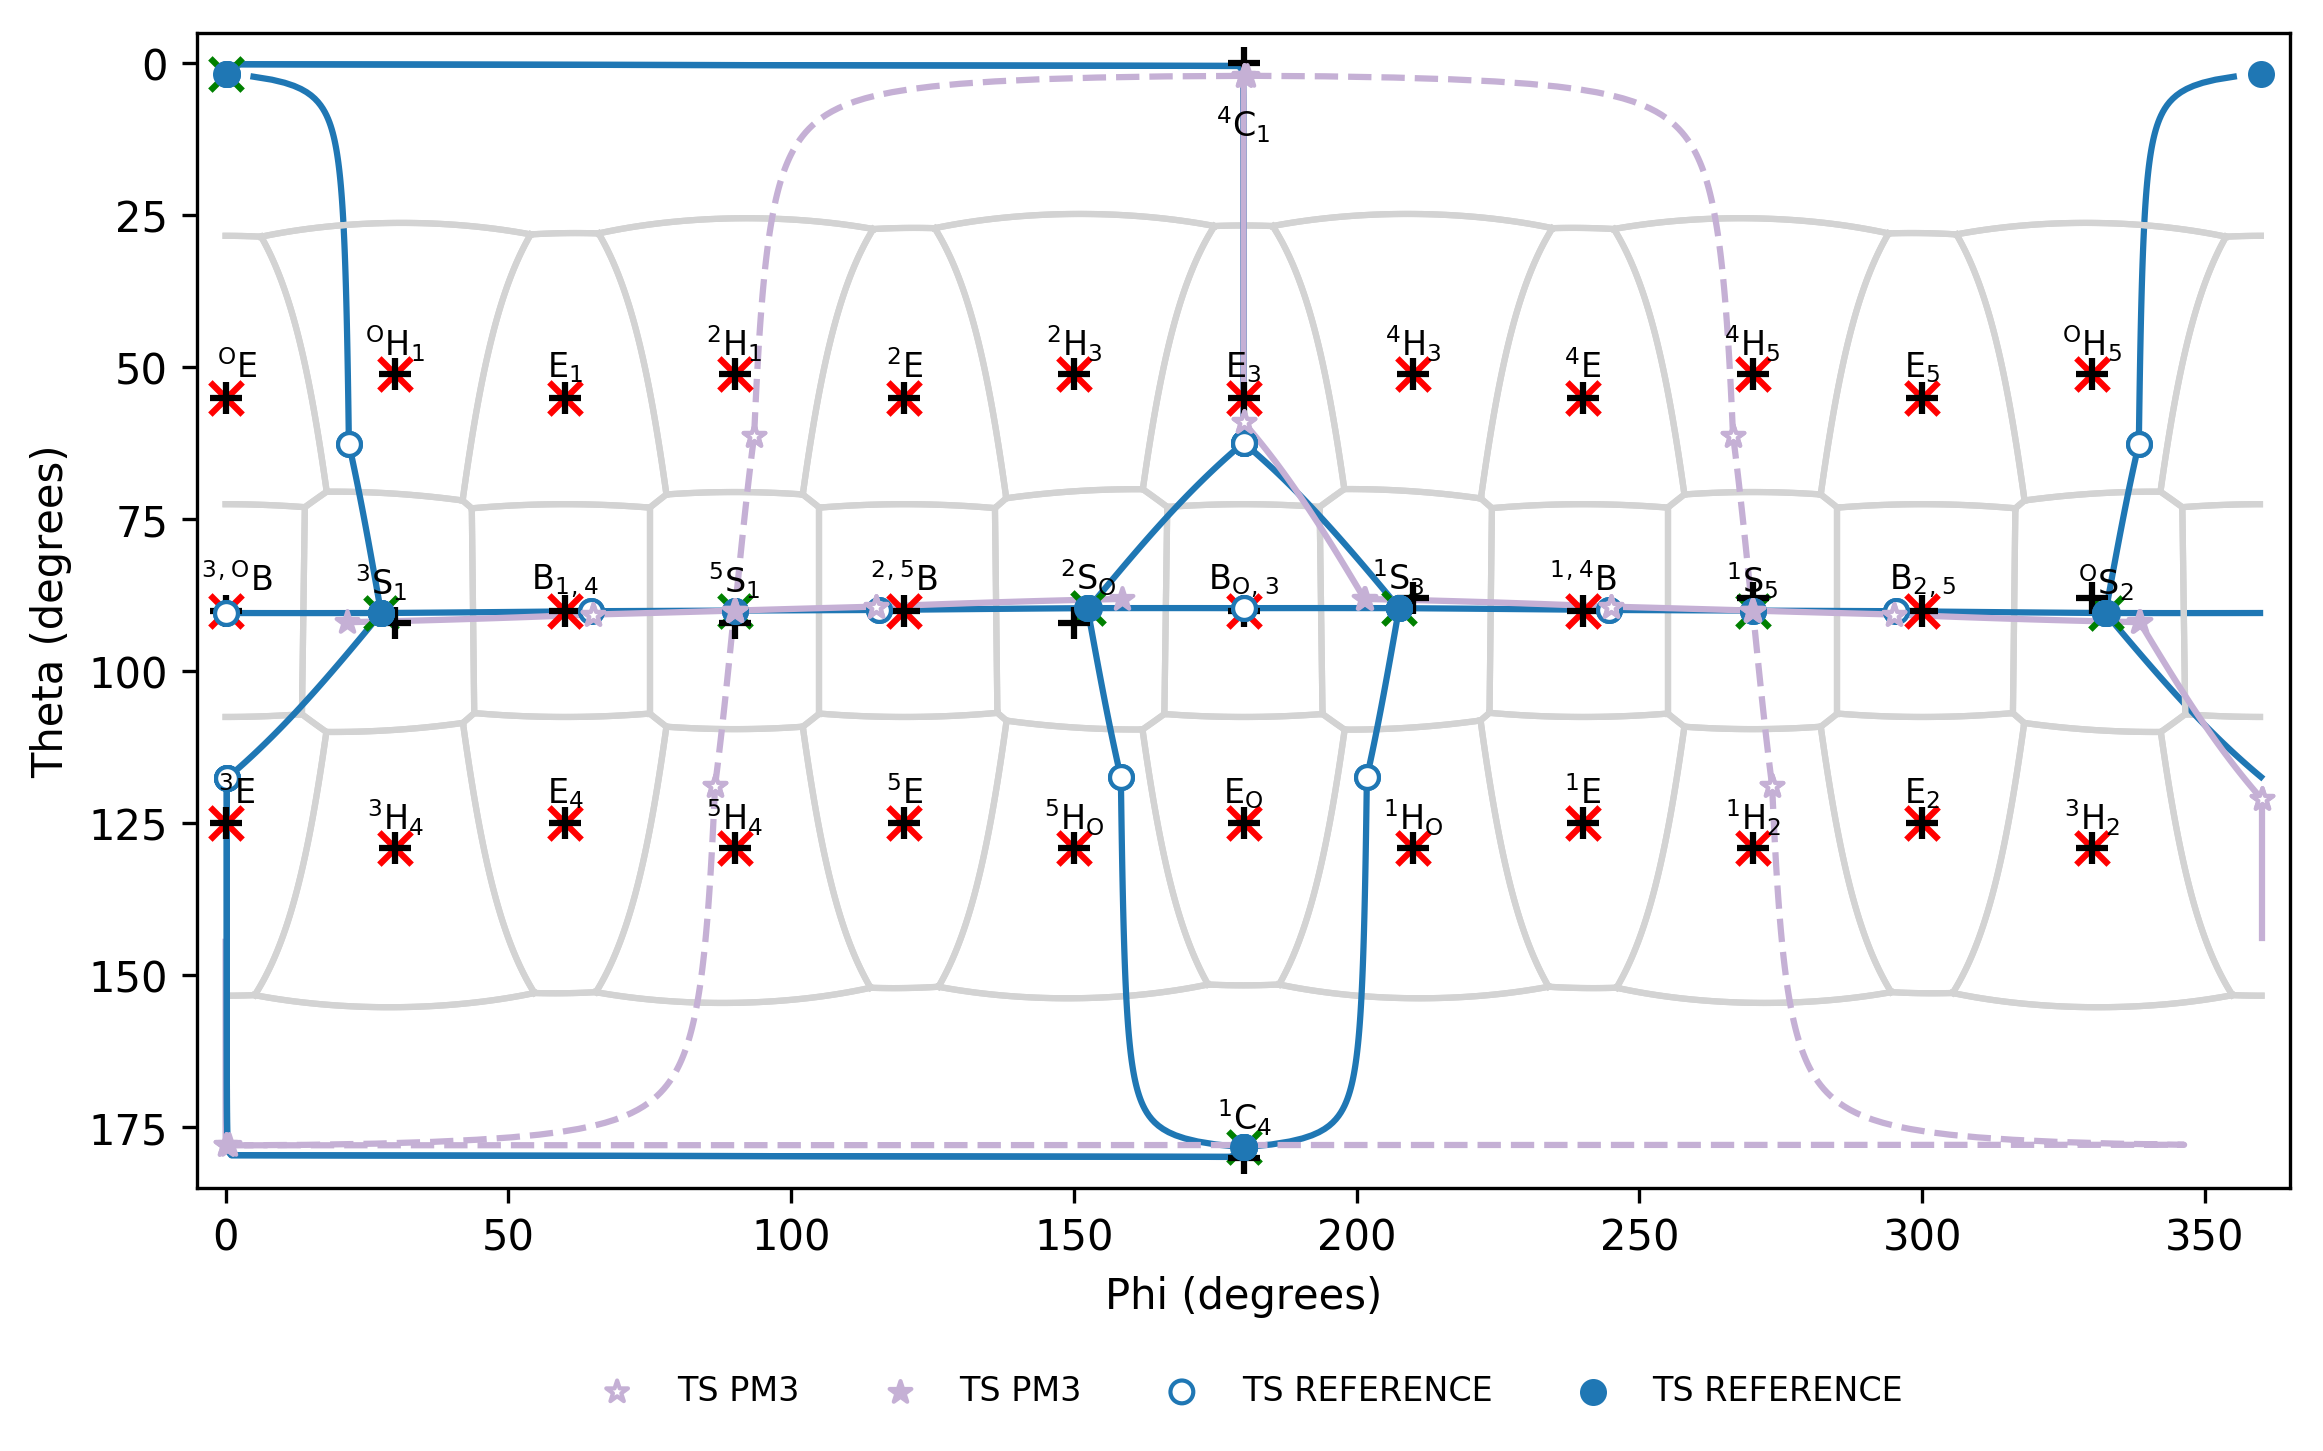 0
⁴C₁
25
ᴼH₁ ²H₁ ²H₃ ⁴H₃ ⁴H₅ ᴼH₅
50
ᴼE E₁ ²E E₃ ⁴E E₅
75
³,ᴼB ³S₁ B₁,₄ ⁵S₁ ²,⁵B ²Sₒ Bₒ,₃ ¹S₃ ¹,⁴B ¹S₅ B₂,₅ ᴼS₂
100
³E E₄ ⁵E Eₒ ¹E E₂
125
³H₄ ⁵H₄ ⁵Hₒ ¹Hₒ ¹H₂ ³H₂
150
175
¹C₄
Theta (degrees)
0 50 100 150 200 250 300 350
Phi (degrees)
TS PM3 TS PM3 TS REFERENCE TS REFERENCE